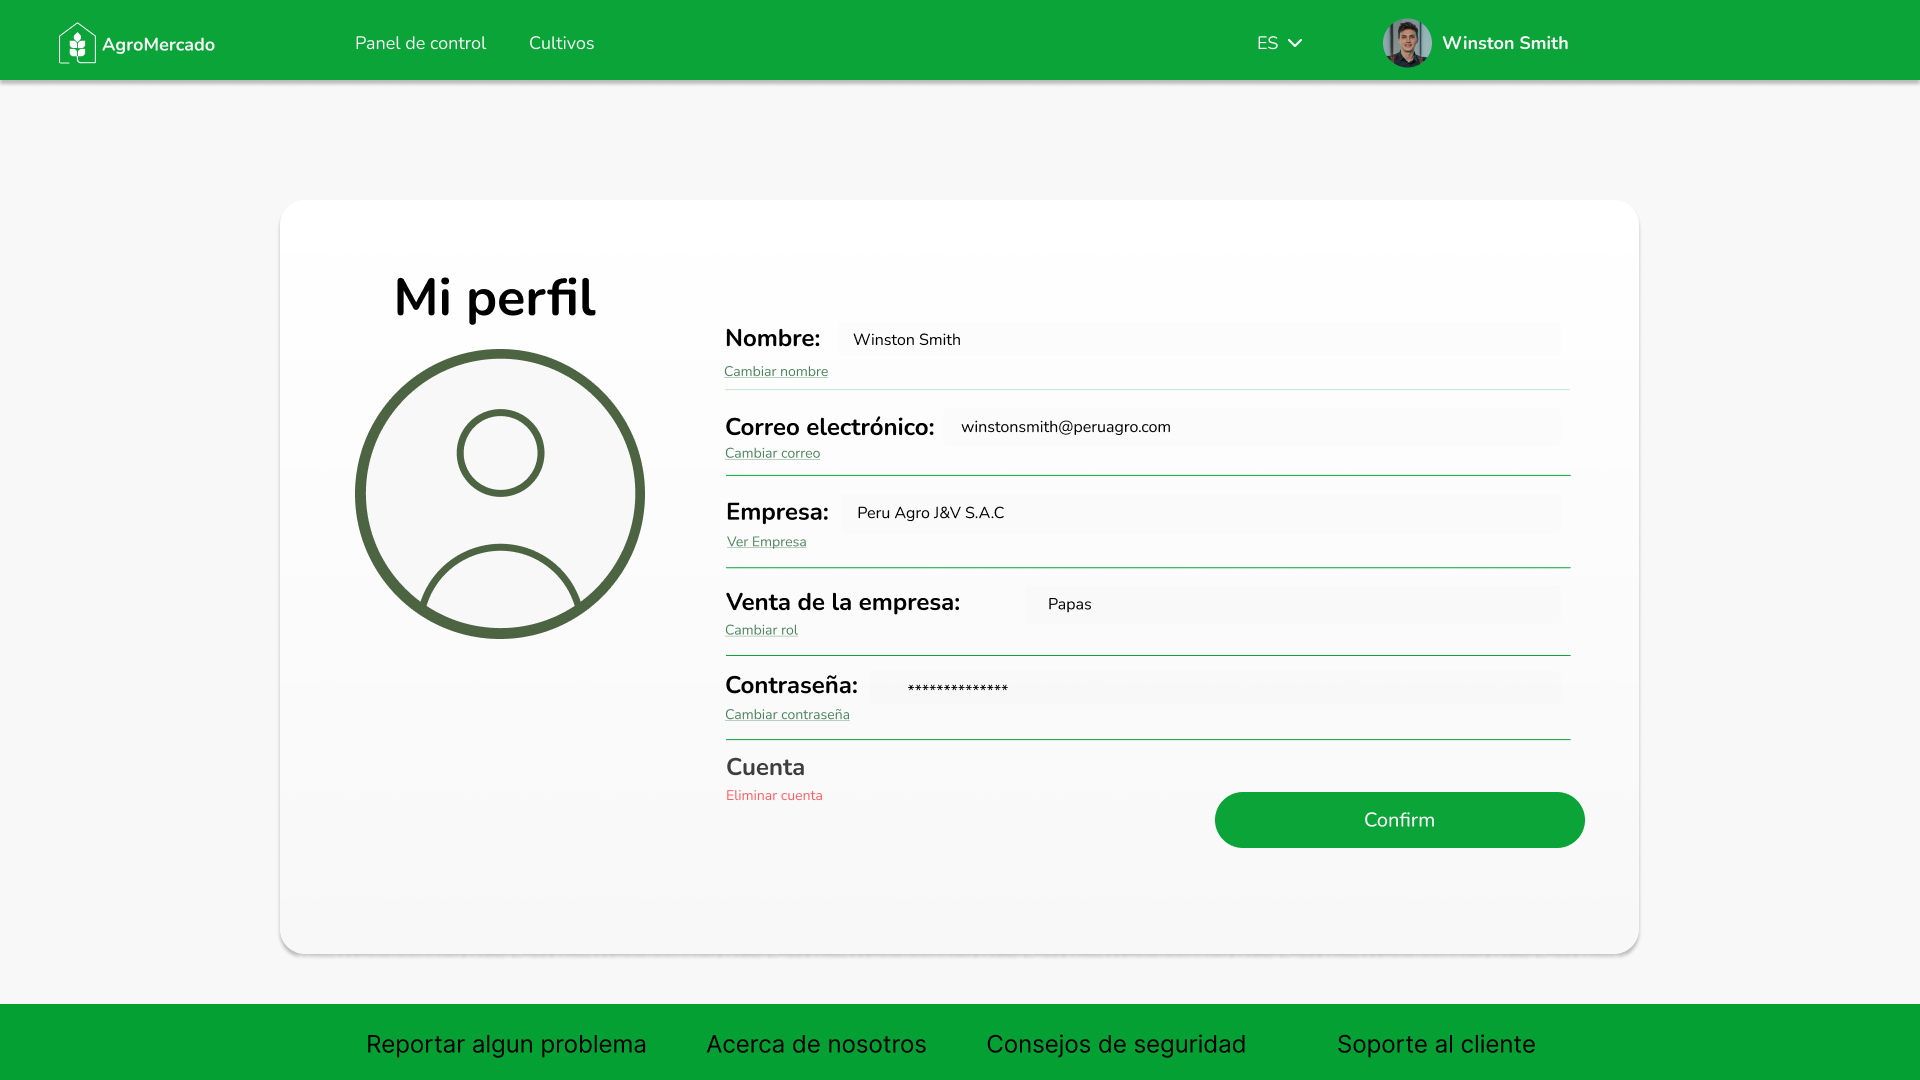 AgroMercado
Panel de control
Cultivos
ES
Winston Smith
Mi perfil
Nombre:
Winston Smith
Cambiar nombre
Correo electrónico:
winstonsmith@peruagro.com
Cambiar correo
Empresa:
Peru Agro J&V S.A.C
Ver Empresa
Venta de la empresa:
Papas
Cambiar rol
Contraseña:
**************
Cambiar contraseña
Cuenta
Eliminar cuenta
Confirm
Reportar algun problema
Acerca de nosotros
Consejos de seguridad
Soporte al cliente